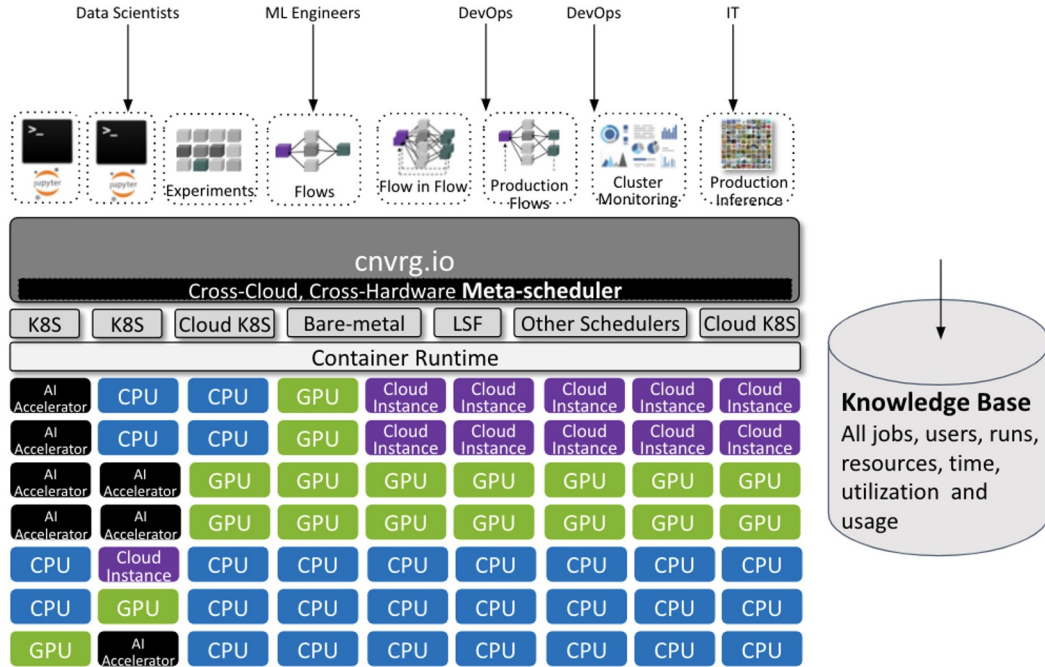 Data Scientists
ML Engineers
DevOps
DevOps
IT
>_
>_
jupyter
jupyter
Experiments
Flows
Flow in Flow
Production
Flows
Cluster
Monitoring
Production
Inference
cnvrg.io
Cross-Cloud, Cross-Hardware Meta-scheduler
K8S
K8S
Cloud K8S
Bare-metal
LSF
Other Schedulers
Cloud K8S
Container Runtime
AI
Accelerator
CPU
CPU
GPU
Cloud
Instance
Cloud
Instance
Cloud
Instance
Cloud
Instance
Cloud
Instance
AI
Accelerator
CPU
CPU
GPU
Cloud
Instance
Cloud
Instance
Cloud
Instance
Cloud
Instance
Cloud
Instance
AI
Accelerator
AI
Accelerator
GPU
GPU
GPU
GPU
GPU
GPU
GPU
AI
Accelerator
AI
Accelerator
GPU
GPU
GPU
GPU
GPU
GPU
GPU
CPU
Cloud
Instance
CPU
CPU
CPU
CPU
CPU
CPU
CPU
CPU
GPU
CPU
CPU
CPU
CPU
CPU
CPU
CPU
GPU
AI
Accelerator
CPU
CPU
CPU
CPU
CPU
CPU
CPU
Knowledge Base
All jobs, users, runs,
resources, time,
utilization and
usage